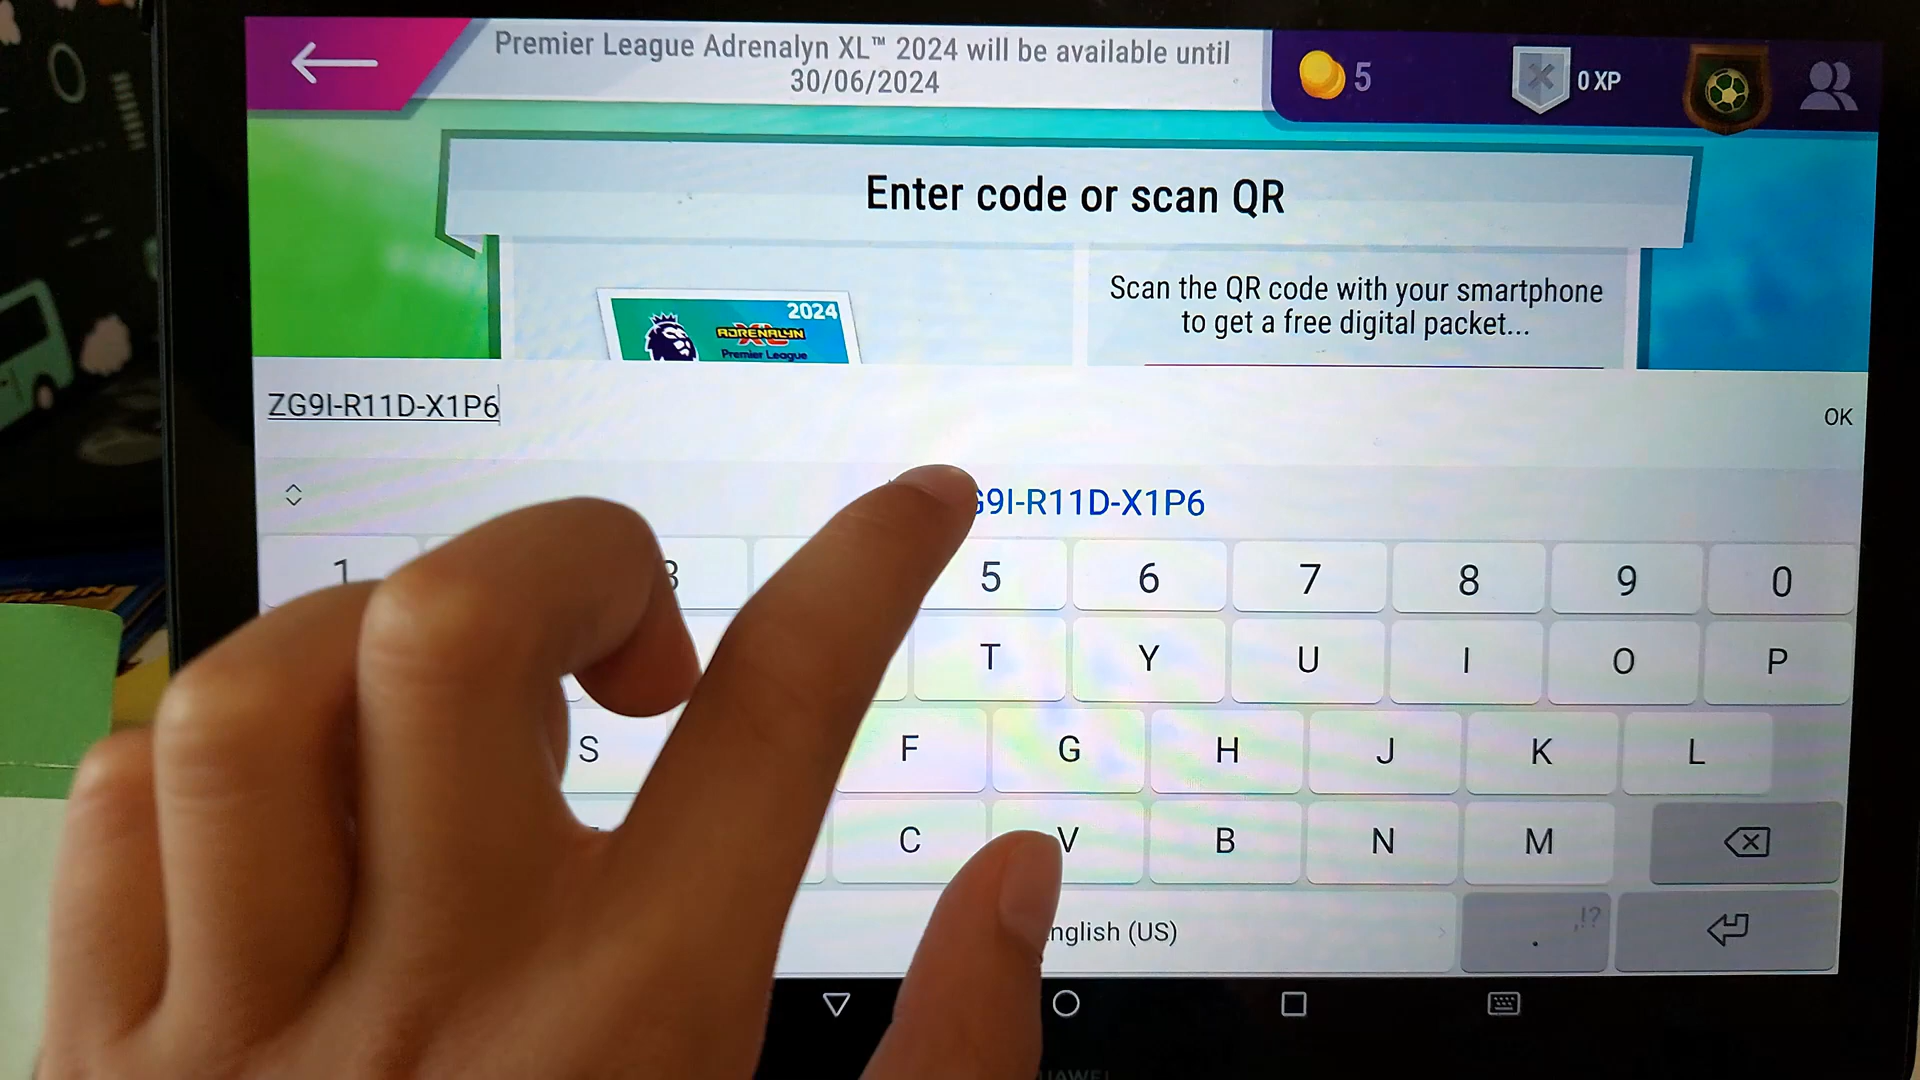 Premier League Adrenalyn XL™ 2024 will be available until
30/06/2024
5
0 XP
Enter code or scan QR
2024
ADRENALYN
XL
Premier League
Scan the QR code with your smartphone
to get a free digital packet...
ZG9I-R11D-X1P6
OK
G9I-R11D-X1P6
1 3 5 6 7 8 9 0
T Y U I O P
S F G H J K L
C V B N M
nglish (US)
. ,!?